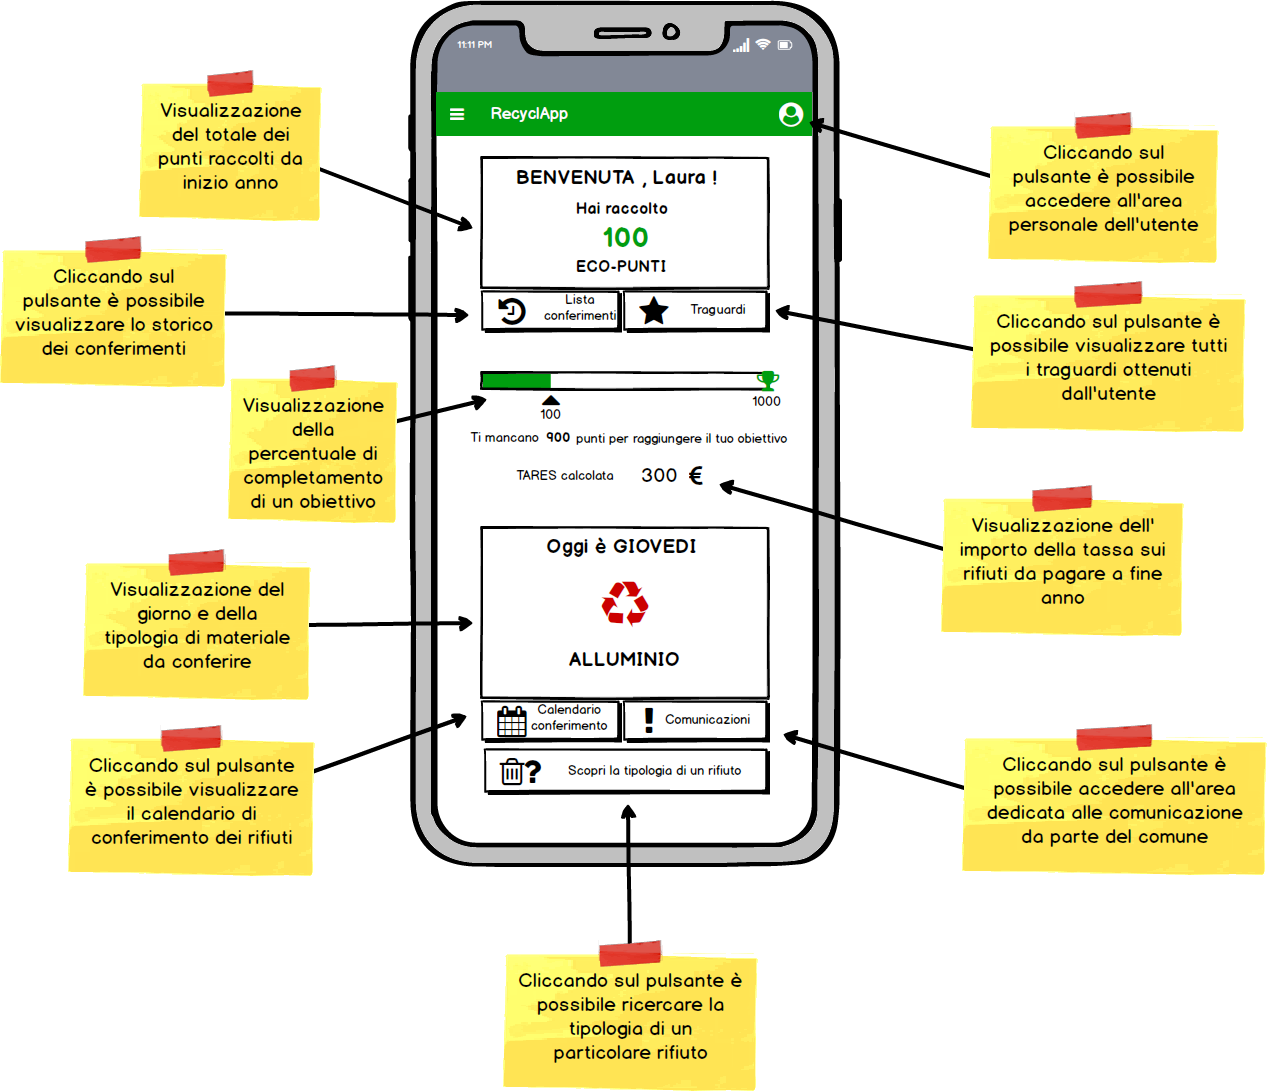 11:11 PM
RecyclApp
BENVENUTA , Laura !
Hai raccolto
100
ECO-PUNTI
Lista
conferimenti
Traguardi
100
1000
Ti mancano 900 punti per raggiungere il tuo obiettivo
TARES calcolata 300 €
Oggi è GIOVEDI
ALLUMINIO
Calendario
conferimento
Comunicazioni
Scopri la tipologia di un rifiuto
Visualizzazione
del totale dei
punti raccolti da
inizio anno
Cliccando sul
pulsante è possibile
visualizzare lo storico
dei conferimenti
Visualizzazione
della
percentuale di
completamento
di un obiettivo
Visualizzazione del
giorno e della
tipologia di materiale
da conferire
Cliccando sul pulsante
è possibile visualizzare
il calendario di
conferimento dei rifiuti
Cliccando sul
pulsante è possibile
accedere all'area
personale dell'utente
Cliccando sul pulsante è
possibile visualizzare tutti
i traguardi ottenuti
dall'utente
Visualizzazione dell'
importo della tassa sui
rifiuti da pagare a fine
anno
Cliccando sul pulsante è
possibile accedere all'area
dedicata alle comunicazione
da parte del comune
Cliccando sul pulsante è
possibile ricercare la
tipologia di un
particolare rifiuto